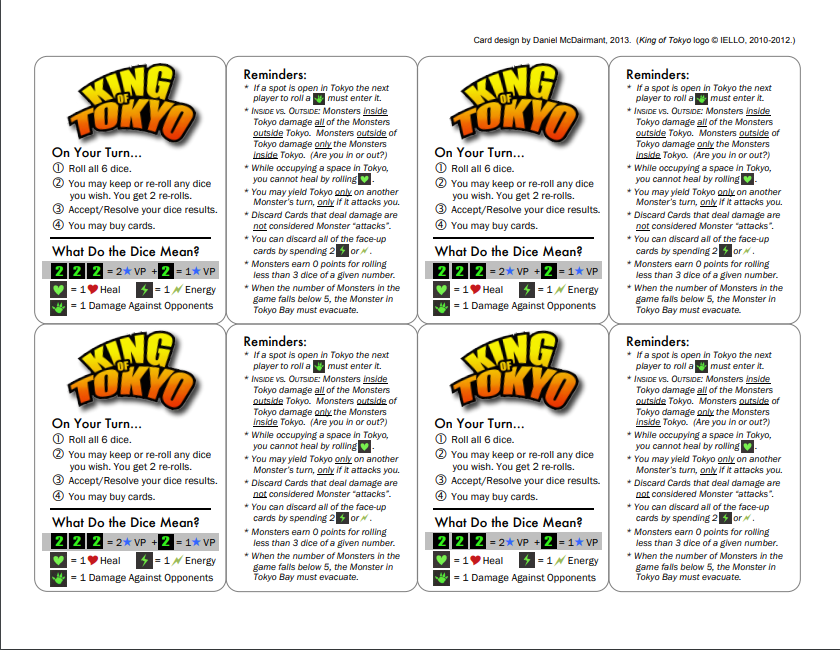 Card design by Daniel McDairmant, 2013. (King of Tokyo logo © IELLO, 2010-2012.)
KING
OF
TOKYO
On Your Turn...
① Roll all 6 dice.
② You may keep or re-roll any dice
you wish. You get 2 re-rolls.
③ Accept/Resolve your dice results.
④ You may buy cards.
What Do the Dice Mean?
2 2 2 = 2★ VP + 2 = 1★ VP
= 1 Heal = 1 Energy
= 1 Damage Against Opponents
Reminders:
* If a spot is open in Tokyo the next
player to roll a must enter it.
* INSIDE VS. OUTSIDE: Monsters inside
Tokyo damage all of the Monsters
outside Tokyo. Monsters outside of
Tokyo damage only the Monsters
inside Tokyo. (Are you in or out?)
* While occupying a space in Tokyo,
you cannot heal by rolling .
* You may yield Tokyo only on another
Monster's turn, only if it attacks you.
* Discard Cards that deal damage are
not considered Monster “attacks”.
* You can discard all of the face-up
cards by spending 2 or .
* Monsters earn 0 points for rolling
less than 3 dice of a given number.
* When the number of Monsters in the
game falls below 5, the Monster in
Tokyo Bay must evacuate.
KING
OF
TOKYO
On Your Turn...
① Roll all 6 dice.
② You may keep or re-roll any dice
you wish. You get 2 re-rolls.
③ Accept/Resolve your dice results.
④ You may buy cards.
What Do the Dice Mean?
2 2 2 = 2★ VP + 2 = 1★ VP
= 1 Heal = 1 Energy
= 1 Damage Against Opponents
Reminders:
* If a spot is open in Tokyo the next
player to roll a must enter it.
* INSIDE VS. OUTSIDE: Monsters inside
Tokyo damage all of the Monsters
outside Tokyo. Monsters outside of
Tokyo damage only the Monsters
inside Tokyo. (Are you in or out?)
* While occupying a space in Tokyo,
you cannot heal by rolling .
* You may yield Tokyo only on another
Monster's turn, only if it attacks you.
* Discard Cards that deal damage are
not considered Monster “attacks”.
* You can discard all of the face-up
cards by spending 2 or .
* Monsters earn 0 points for rolling
less than 3 dice of a given number.
* When the number of Monsters in the
game falls below 5, the Monster in
Tokyo Bay must evacuate.
KING
OF
TOKYO
On Your Turn...
① Roll all 6 dice.
② You may keep or re-roll any dice
you wish. You get 2 re-rolls.
③ Accept/Resolve your dice results.
④ You may buy cards.
What Do the Dice Mean?
2 2 2 = 2★ VP + 2 = 1★ VP
= 1 Heal = 1 Energy
= 1 Damage Against Opponents
Reminders:
* If a spot is open in Tokyo the next
player to roll a must enter it.
* INSIDE VS. OUTSIDE: Monsters inside
Tokyo damage all of the Monsters
outside Tokyo. Monsters outside of
Tokyo damage only the Monsters
inside Tokyo. (Are you in or out?)
* While occupying a space in Tokyo,
you cannot heal by rolling .
* You may yield Tokyo only on another
Monster's turn, only if it attacks you.
* Discard Cards that deal damage are
not considered Monster “attacks”.
* You can discard all of the face-up
cards by spending 2 or .
* Monsters earn 0 points for rolling
less than 3 dice of a given number.
* When the number of Monsters in the
game falls below 5, the Monster in
Tokyo Bay must evacuate.
KING
OF
TOKYO
On Your Turn...
① Roll all 6 dice.
② You may keep or re-roll any dice
you wish. You get 2 re-rolls.
③ Accept/Resolve your dice results.
④ You may buy cards.
What Do the Dice Mean?
2 2 2 = 2★ VP + 2 = 1★ VP
= 1 Heal = 1 Energy
= 1 Damage Against Opponents
Reminders:
* If a spot is open in Tokyo the next
player to roll a must enter it.
* INSIDE VS. OUTSIDE: Monsters inside
Tokyo damage all of the Monsters
outside Tokyo. Monsters outside of
Tokyo damage only the Monsters
inside Tokyo. (Are you in or out?)
* While occupying a space in Tokyo,
you cannot heal by rolling .
* You may yield Tokyo only on another
Monster's turn, only if it attacks you.
* Discard Cards that deal damage are
not considered Monster “attacks”.
* You can discard all of the face-up
cards by spending 2 or .
* Monsters earn 0 points for rolling
less than 3 dice of a given number.
* When the number of Monsters in the
game falls below 5, the Monster in
Tokyo Bay must evacuate.